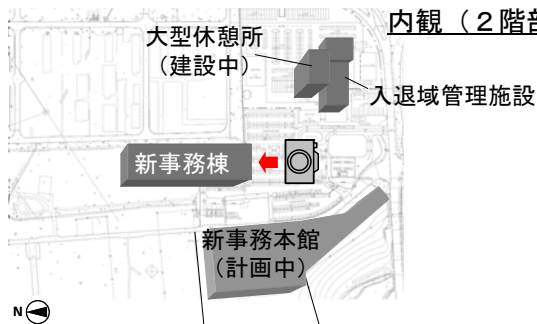 内観（２階部
大型休憩所
（建設中）
入退域管理施設
新事務棟
新事務本館
（計画中）
N